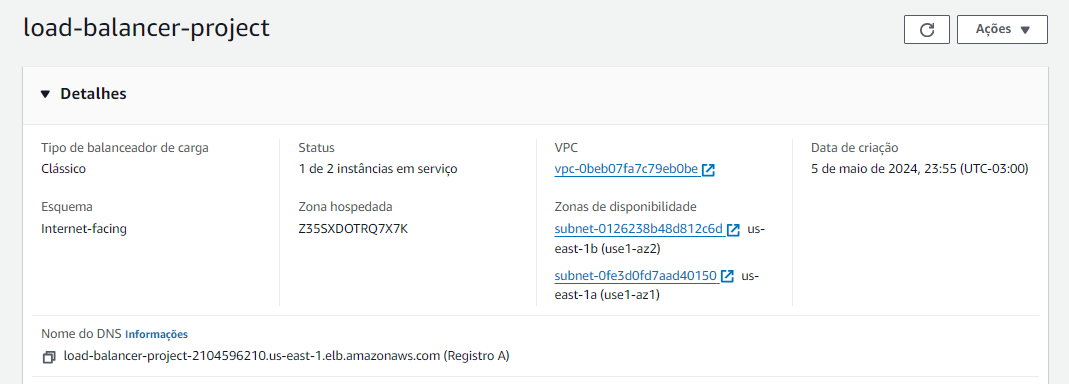 load-balancer-project
Ações
Detalhes
Tipo de balanceador de carga
Clássico
Status
1 de 2 instâncias em serviço
VPC
vpc-0beb07fa7c79eb0be
Data de criação
5 de maio de 2024, 23:55 (UTC-03:00)
Esquema
Internet-facing
Zona hospedada
Z35SXDOTRQ7X7K
Zonas de disponibilidade
subnet-0126238b48d812c6d us-
east-1b (use1-az2)
subnet-0fe3d0fd7aad40150 us-
east-1a (use1-az1)
Nome do DNS Informações
load-balancer-project-2104596210.us-east-1.elb.amazonaws.com (Registro A)